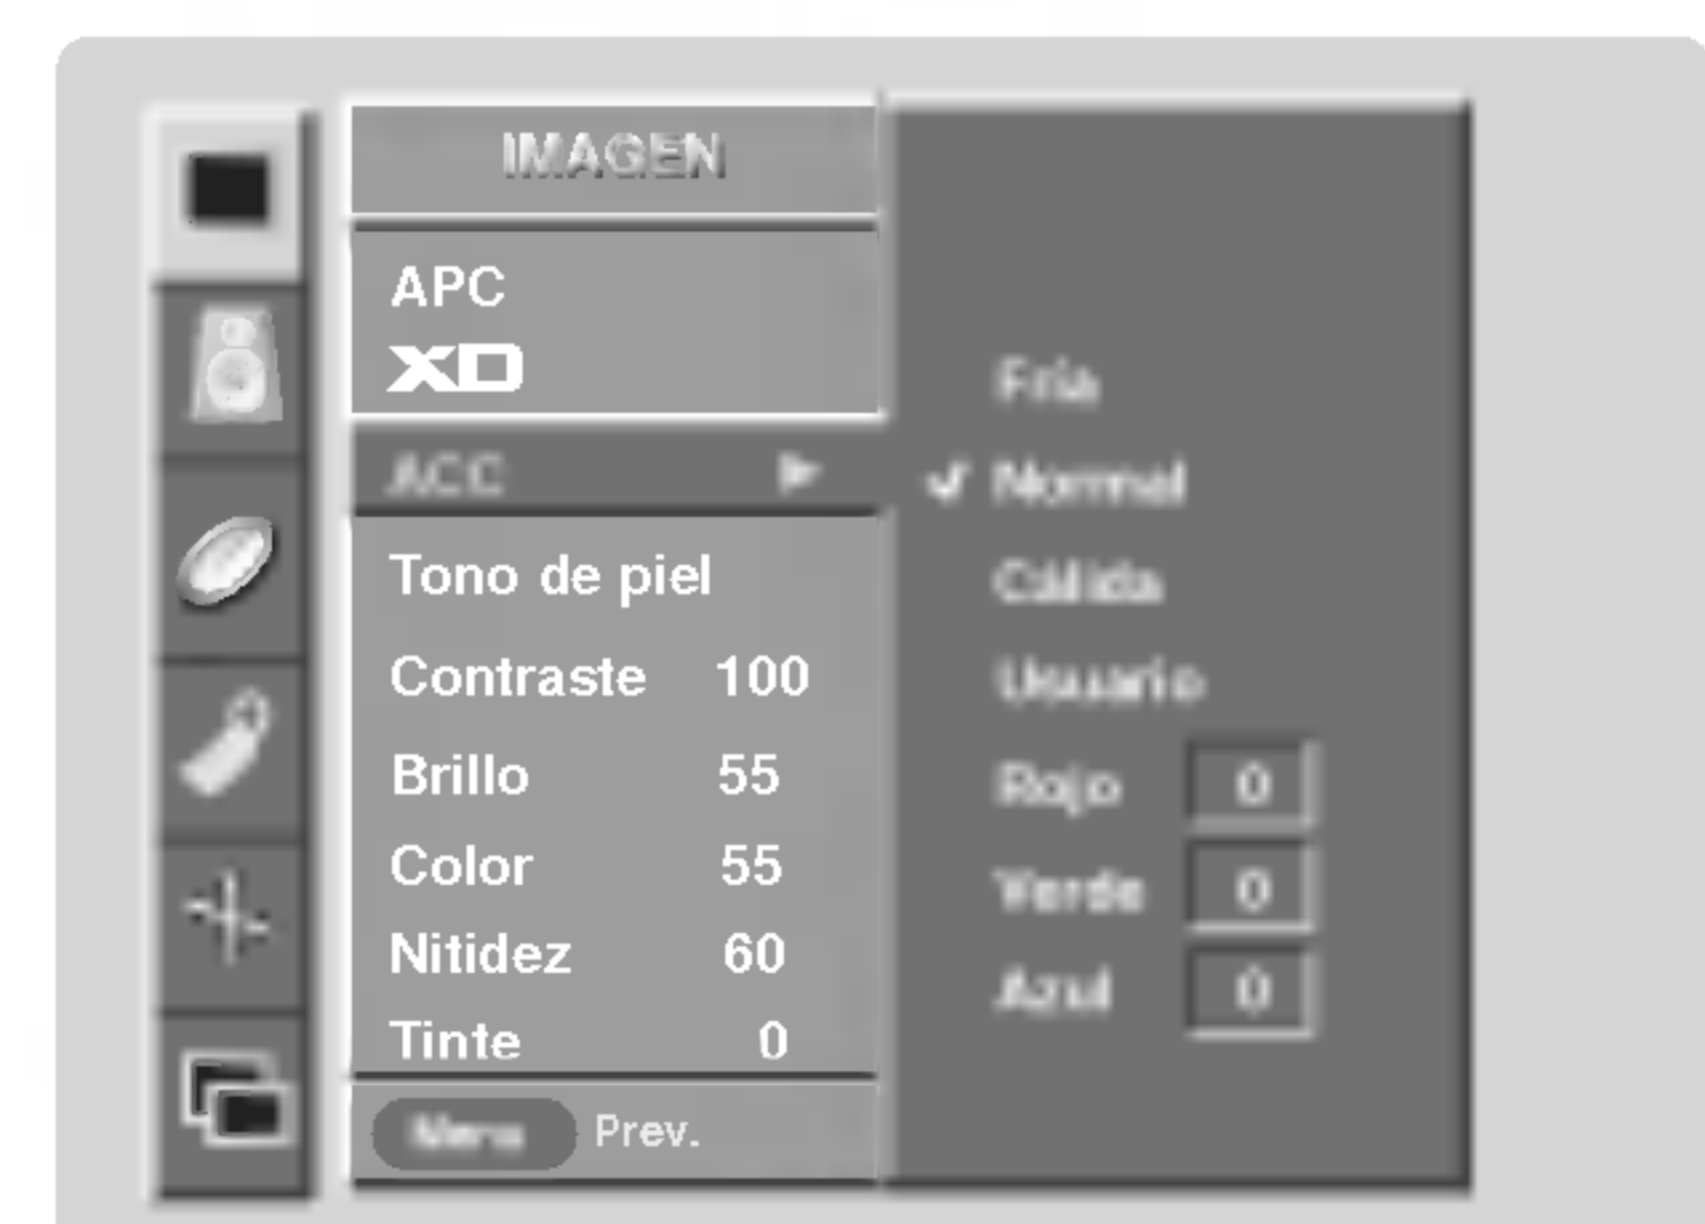 IMAGEN
APC
XD
ACC
Tono de piel
Contraste 100
Brillo 55
Color 55
Nitidez 60
Tinte 0
Menu Prev.
Fría
Normal
Cálida
Usuario
Rojo 0
Verde 0
Azul 0